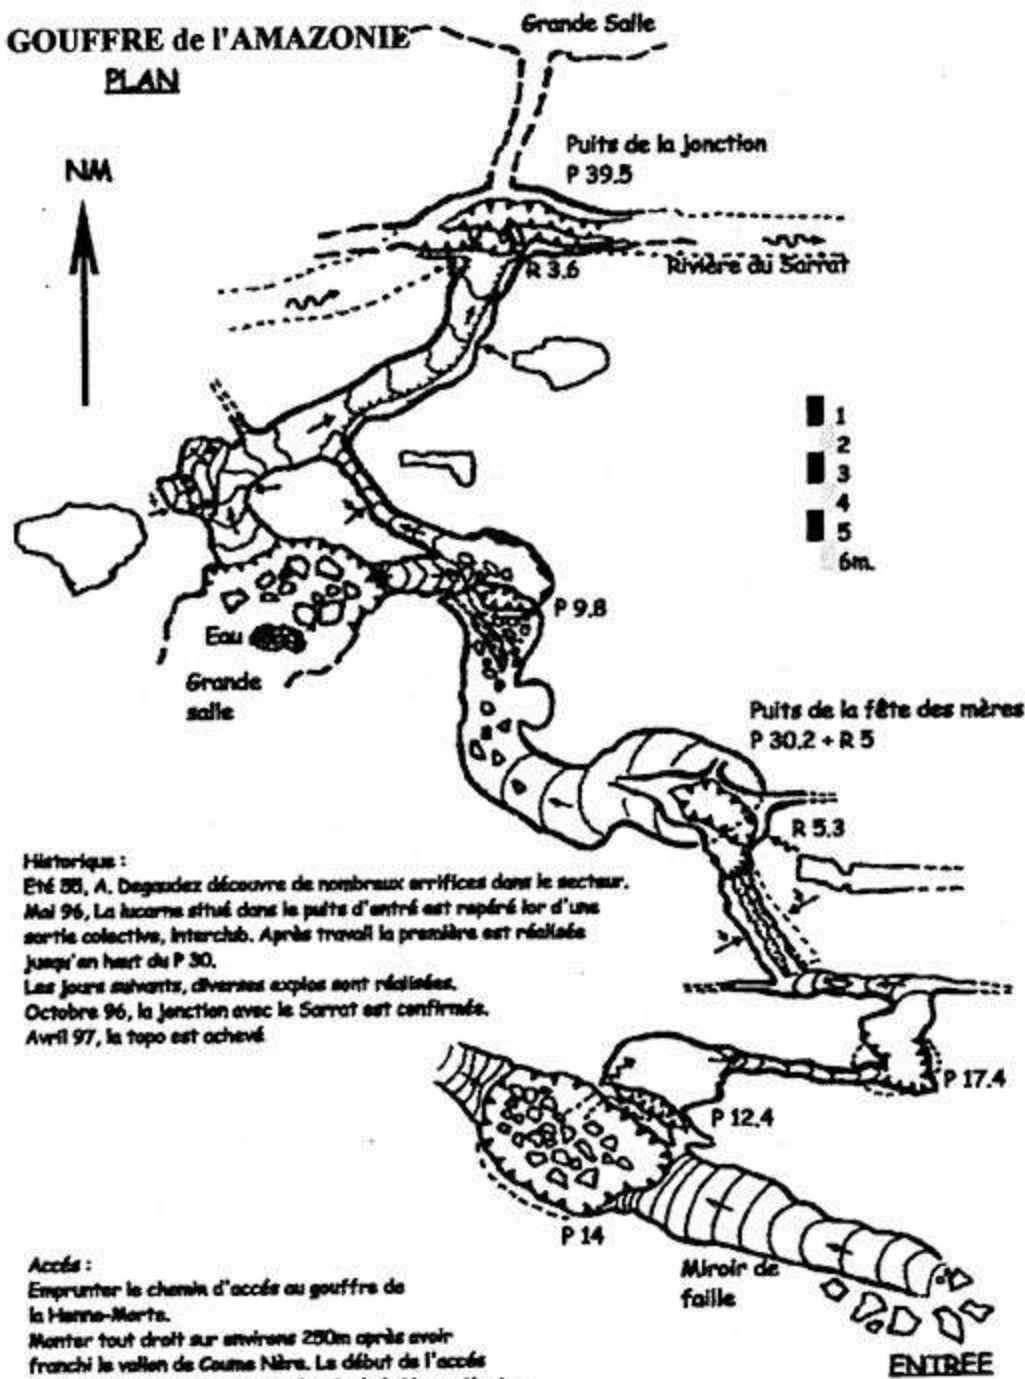 GOUFFRE de l'AMAZONIE
PLAN
Grande Salle
NM
Puits de la jonction
P 39.5
R 3.6
Rivière du Sarrat
1
2
3
4
5
6m.
P 9.8
Eau
Grande
salle
Puits de la fête des mères
P 30.2 + R 5
R 5.3
Historique :
Eté, A. Degaudez découvre de nombreux orrifices dans le secteur.
Mai 96, La lucarne situé dans le puits d'entré est repéré lor d'une
sortie colective, interclub. Après travail la première est réalisée
jusqu'en haut du P 30.
Les jours suivants, diverses explos sont réalisées.
Octobre 96, la jonction avec le Sarrat est confirmée.
Avril 97, la topo est achevé
P 17.4
P 12.4
P 14
Miroir de
faille
Accés :
Emprunter le chemin d'accés au gouffre de
la Henne-Morte.
Monter tout droit sur environs 250m après avoir
franchi le vallon de Coume Nère. Le début de l'accés
ENTREE